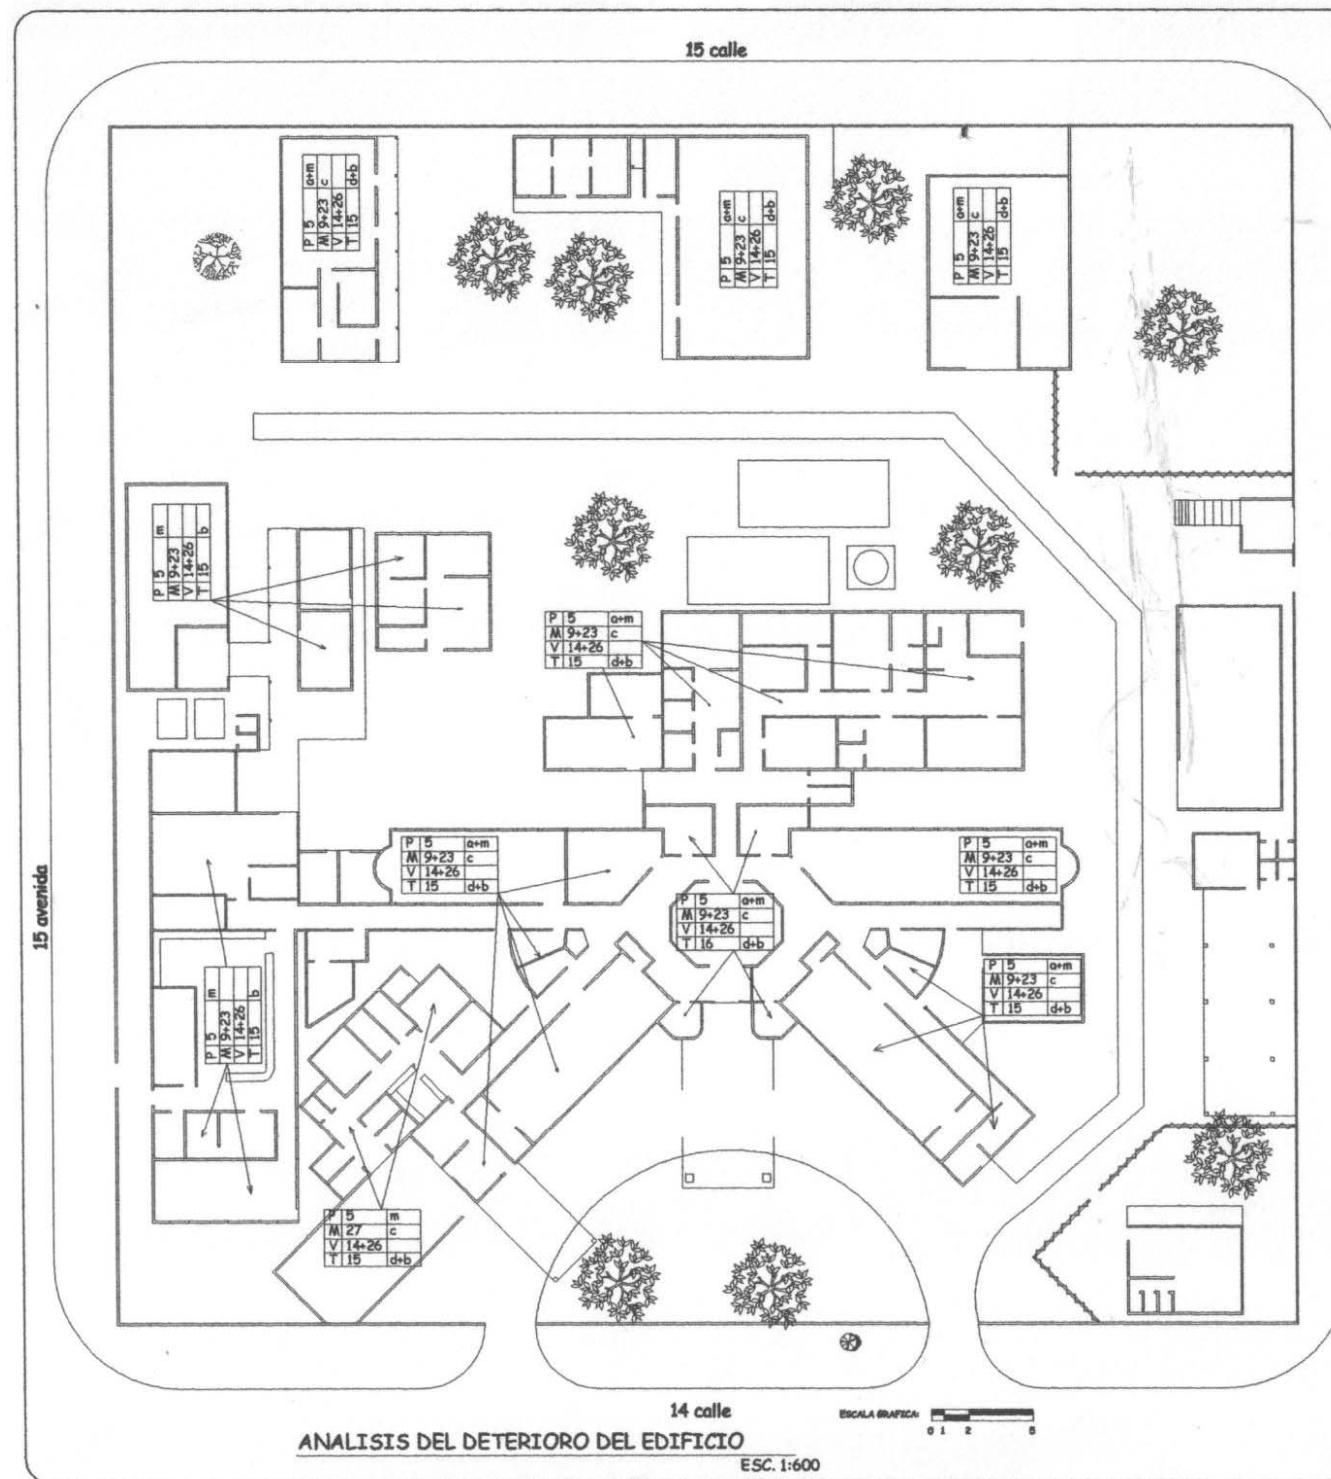 15 calle
P 5 a+m
M 9+23 c
V 14+26
T 15 d+b
P 5 a+m
M 9+23 c
V 14+26
T 15 d+b
P 5 a+m
M 9+23 c
V 14+26
T 15 d+b
P 5 m
M 9+23
V 14+26
T 15 b
P 5 a+m
M 9+23 c
V 14+26
T 15 d+b
P 5 a+m
M 9+23 c
V 14+26
T 15 d+b
P 5 a+m
M 9+23 c
V 14+26
T 15 d+b
P 5 a+m
M 9+23 c
V 14+26
T 16 d+b
15 avenida
P 5 m
M 9+23
V 14+26
T 15 b
P 5 a+m
M 9+23 c
V 14+26
T 15 d+b
P 5 m
M 27 c
V 14+26
T 15 d+b
14 calle
ESCALA GRAFICA:
0 1 2 5
ANALISIS DEL DETERIORO DEL EDIFICIO
ESC. 1:600